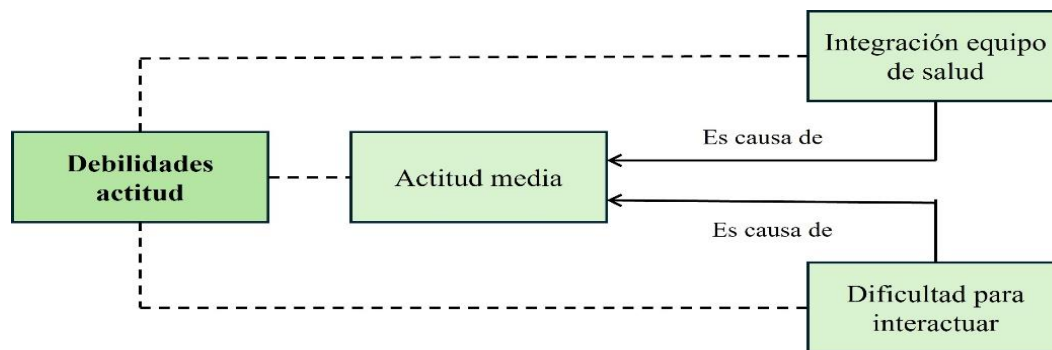 Integración equipo
de salud
Es causa de
Debilidades
actitud
Actitud media
Es causa de
Dificultad para
interactuar